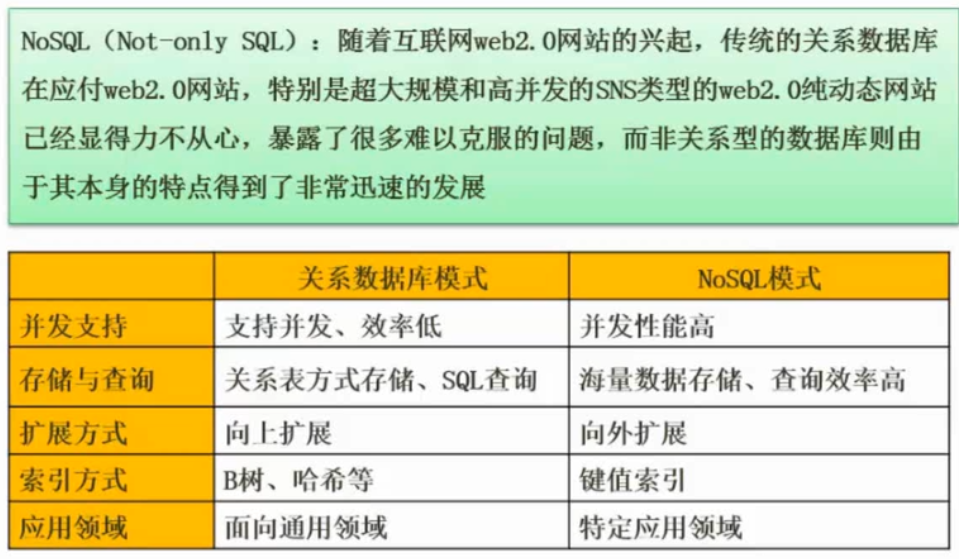 NoSQL（Not-only SQL）：随着互联网web2.0网站的兴起，传统的关系数据库
在应付web2.0网站，特别是超大规模和高并发的SNS类型的web2.0纯动态网站
已经显得力不从心，暴露了很多难以克服的问题，而非关系型的数据库则由
于其本身的特点得到了非常迅速的发展
关系数据库模式 NoSQL模式
并发支持 支持并发、效率低 并发性能高
存储与查询 关系表方式存储、SQL查询 海量数据存储、查询效率高
扩展方式 向上扩展 向外扩展
索引方式 B树、哈希等 键值索引
应用领域 面向通用领域 特定应用领域